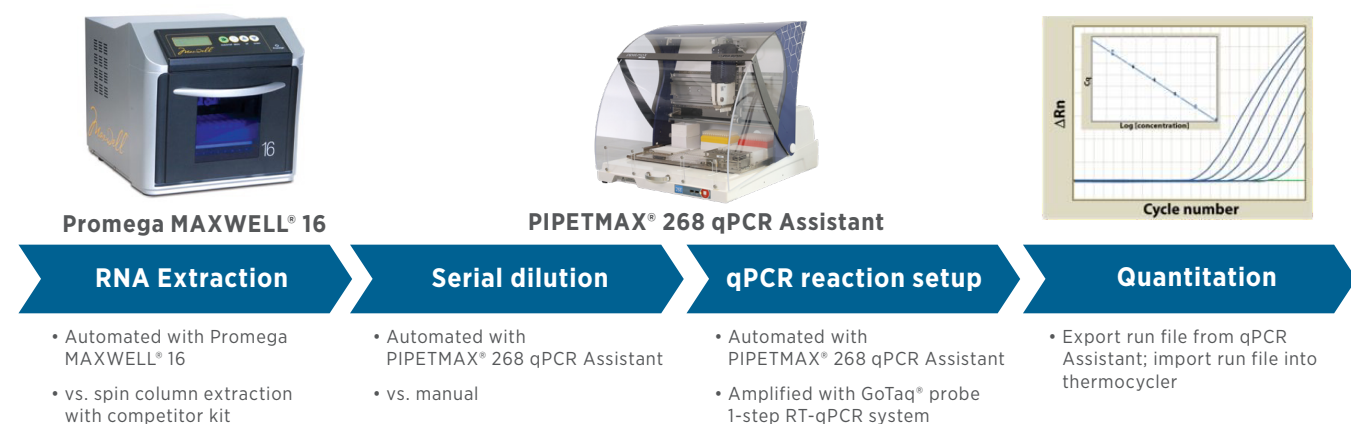 Maxwell
Maxwell
16
ΔRn
Cq
Log [concentration]
Cycle number
Promega MAXWELL® 16
PIPETMAX® 268 qPCR Assistant
RNA Extraction
Serial dilution
qPCR reaction setup
Quantitation
• Automated with Promega
MAXWELL® 16
• vs. spin column extraction
with competitor kit
• Automated with
PIPETMAX® 268 qPCR Assistant
• vs. manual
• Automated with
PIPETMAX® 268 qPCR Assistant
• Amplified with GoTaq® probe
1-step RT-qPCR system
• Export run file from qPCR
Assistant; import run file into
thermocycler